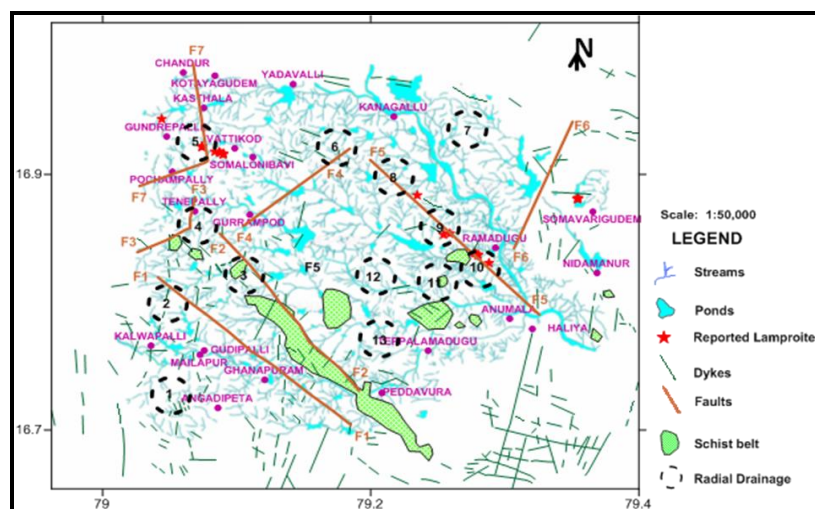 F7
CHANDUR
KOTAYAGUDEM
YADAVALLI
KASTHALA
KANAGALLU
N
GUNDREPALL
5
VATTIKOD
SOMALONIBAVI
6
7
F6
16.9
POCHAMPALLY
F7
F3
F4
F5
8
TENEPALLY
GURRAMPOD
4
9
SOMAVARIGUDEM
F3
F2
F4
RAMADUGU
F6
NIDAMANUR
F1
3
F5
12
11
10
2
F5
ANUMALA
HALIYA
KALWAPALLI
GUDIPALLI
MAILAPUR
13
GHANAPURAM
F2
PEDDAVURA
1
ANGADIPETA
16.7
F1
79
79.2
79.4
Scale: 1:50,000
LEGEND
Streams
Ponds
Reported Lamproite
Dykes
Faults
Schist belt
Radial Drainage